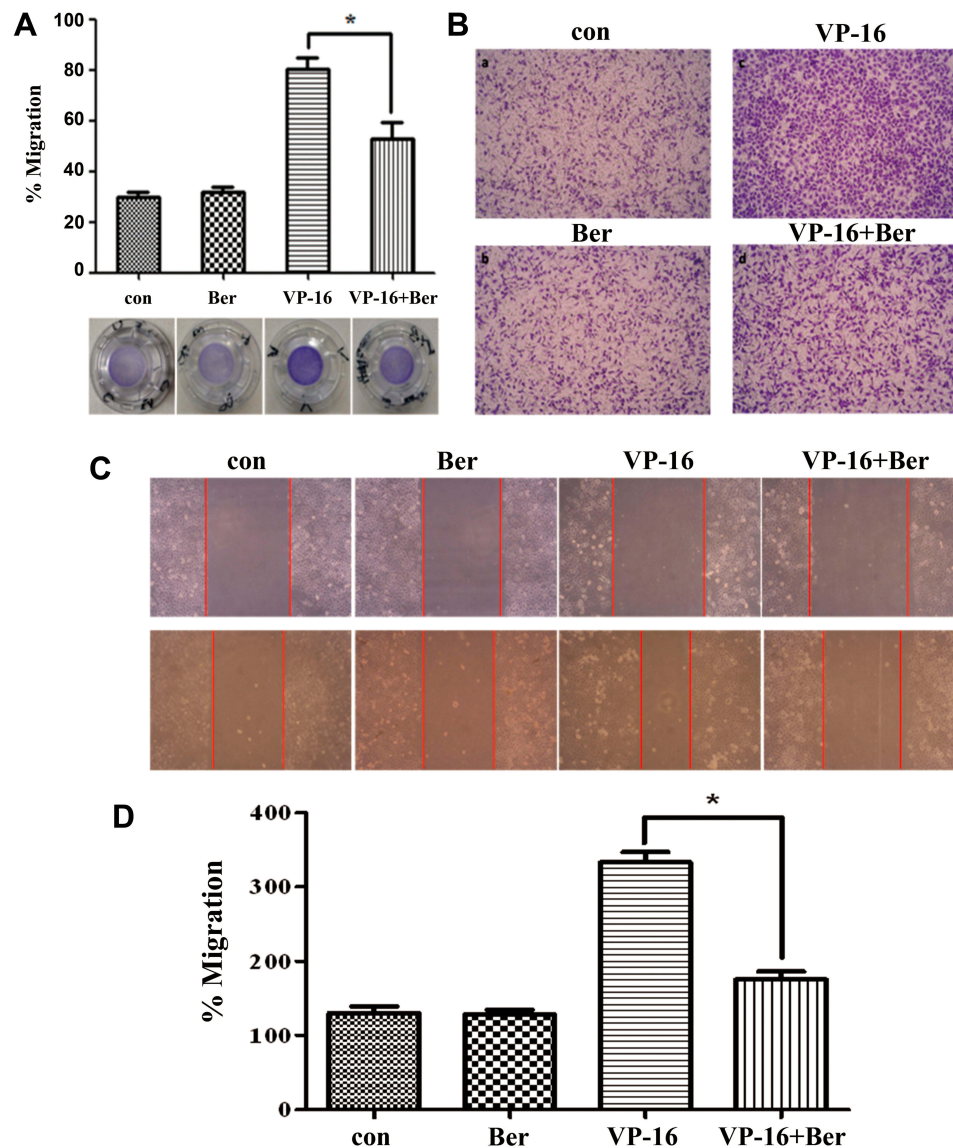 A
% Migration
100
80
60
40
20
0
*
con Ber VP-16 VP-16+Ber
B
con VP-16
a c
Ber VP-16+Ber
b d
C
con Ber VP-16 VP-16+Ber
D
% Migration
400
300
200
100
0
*
con Ber VP-16 VP-16+Ber